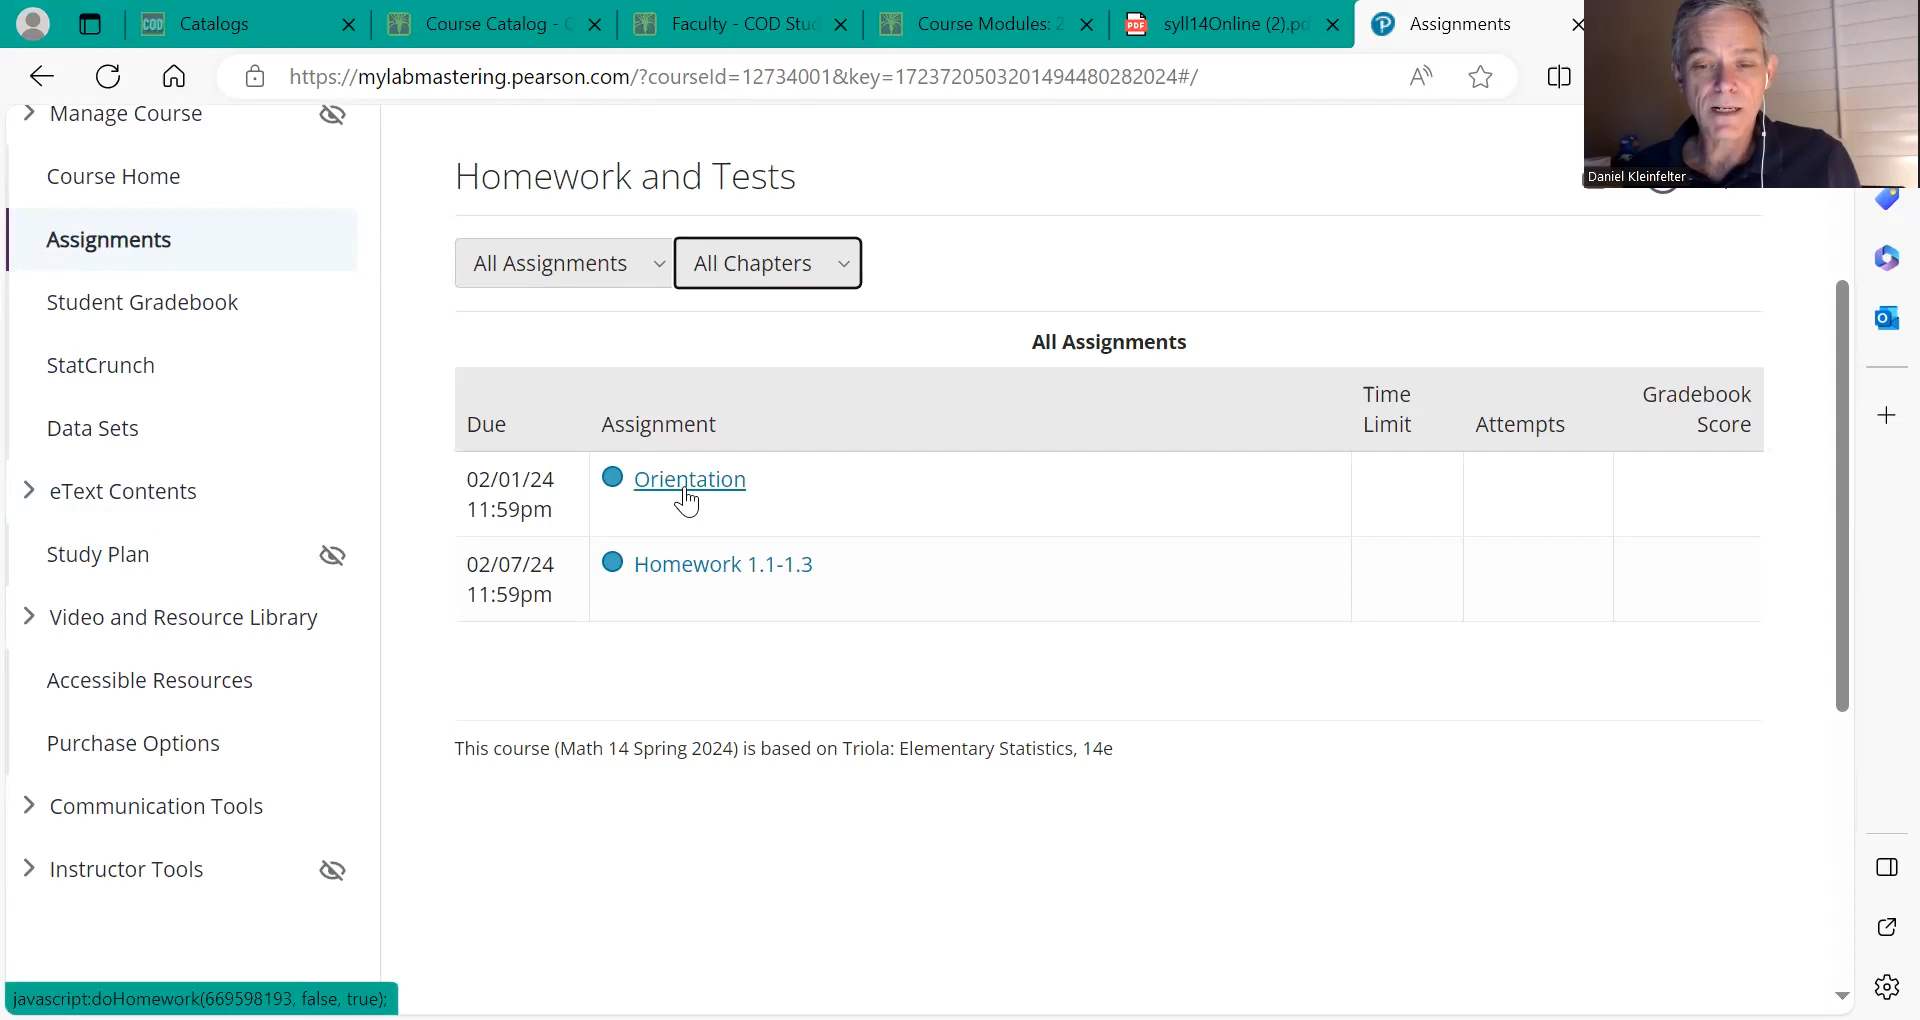 COD Catalogs
Course Catalog - C
Faculty - COD Stud
Course Modules: 2
PDF syll14Online (2).pd
Assignments
https://mylabmastering.pearson.com/?courseId=12734001&key=1723720503201494480282024#/
Daniel Kleinfelter
Manage Course
Course Home
Assignments
Student Gradebook
StatCrunch
Data Sets
eText Contents
Study Plan
Video and Resource Library
Accessible Resources
Purchase Options
Communication Tools
Instructor Tools
Homework and Tests
All Assignments
All Chapters
All Assignments
Due Assignment Time Limit Attempts Gradebook Score
02/01/24 Orientation
11:59pm
02/07/24 Homework 1.1-1.3
11:59pm
This course (Math 14 Spring 2024) is based on Triola: Elementary Statistics, 14e
javascript:doHomework(669598193, false, true);